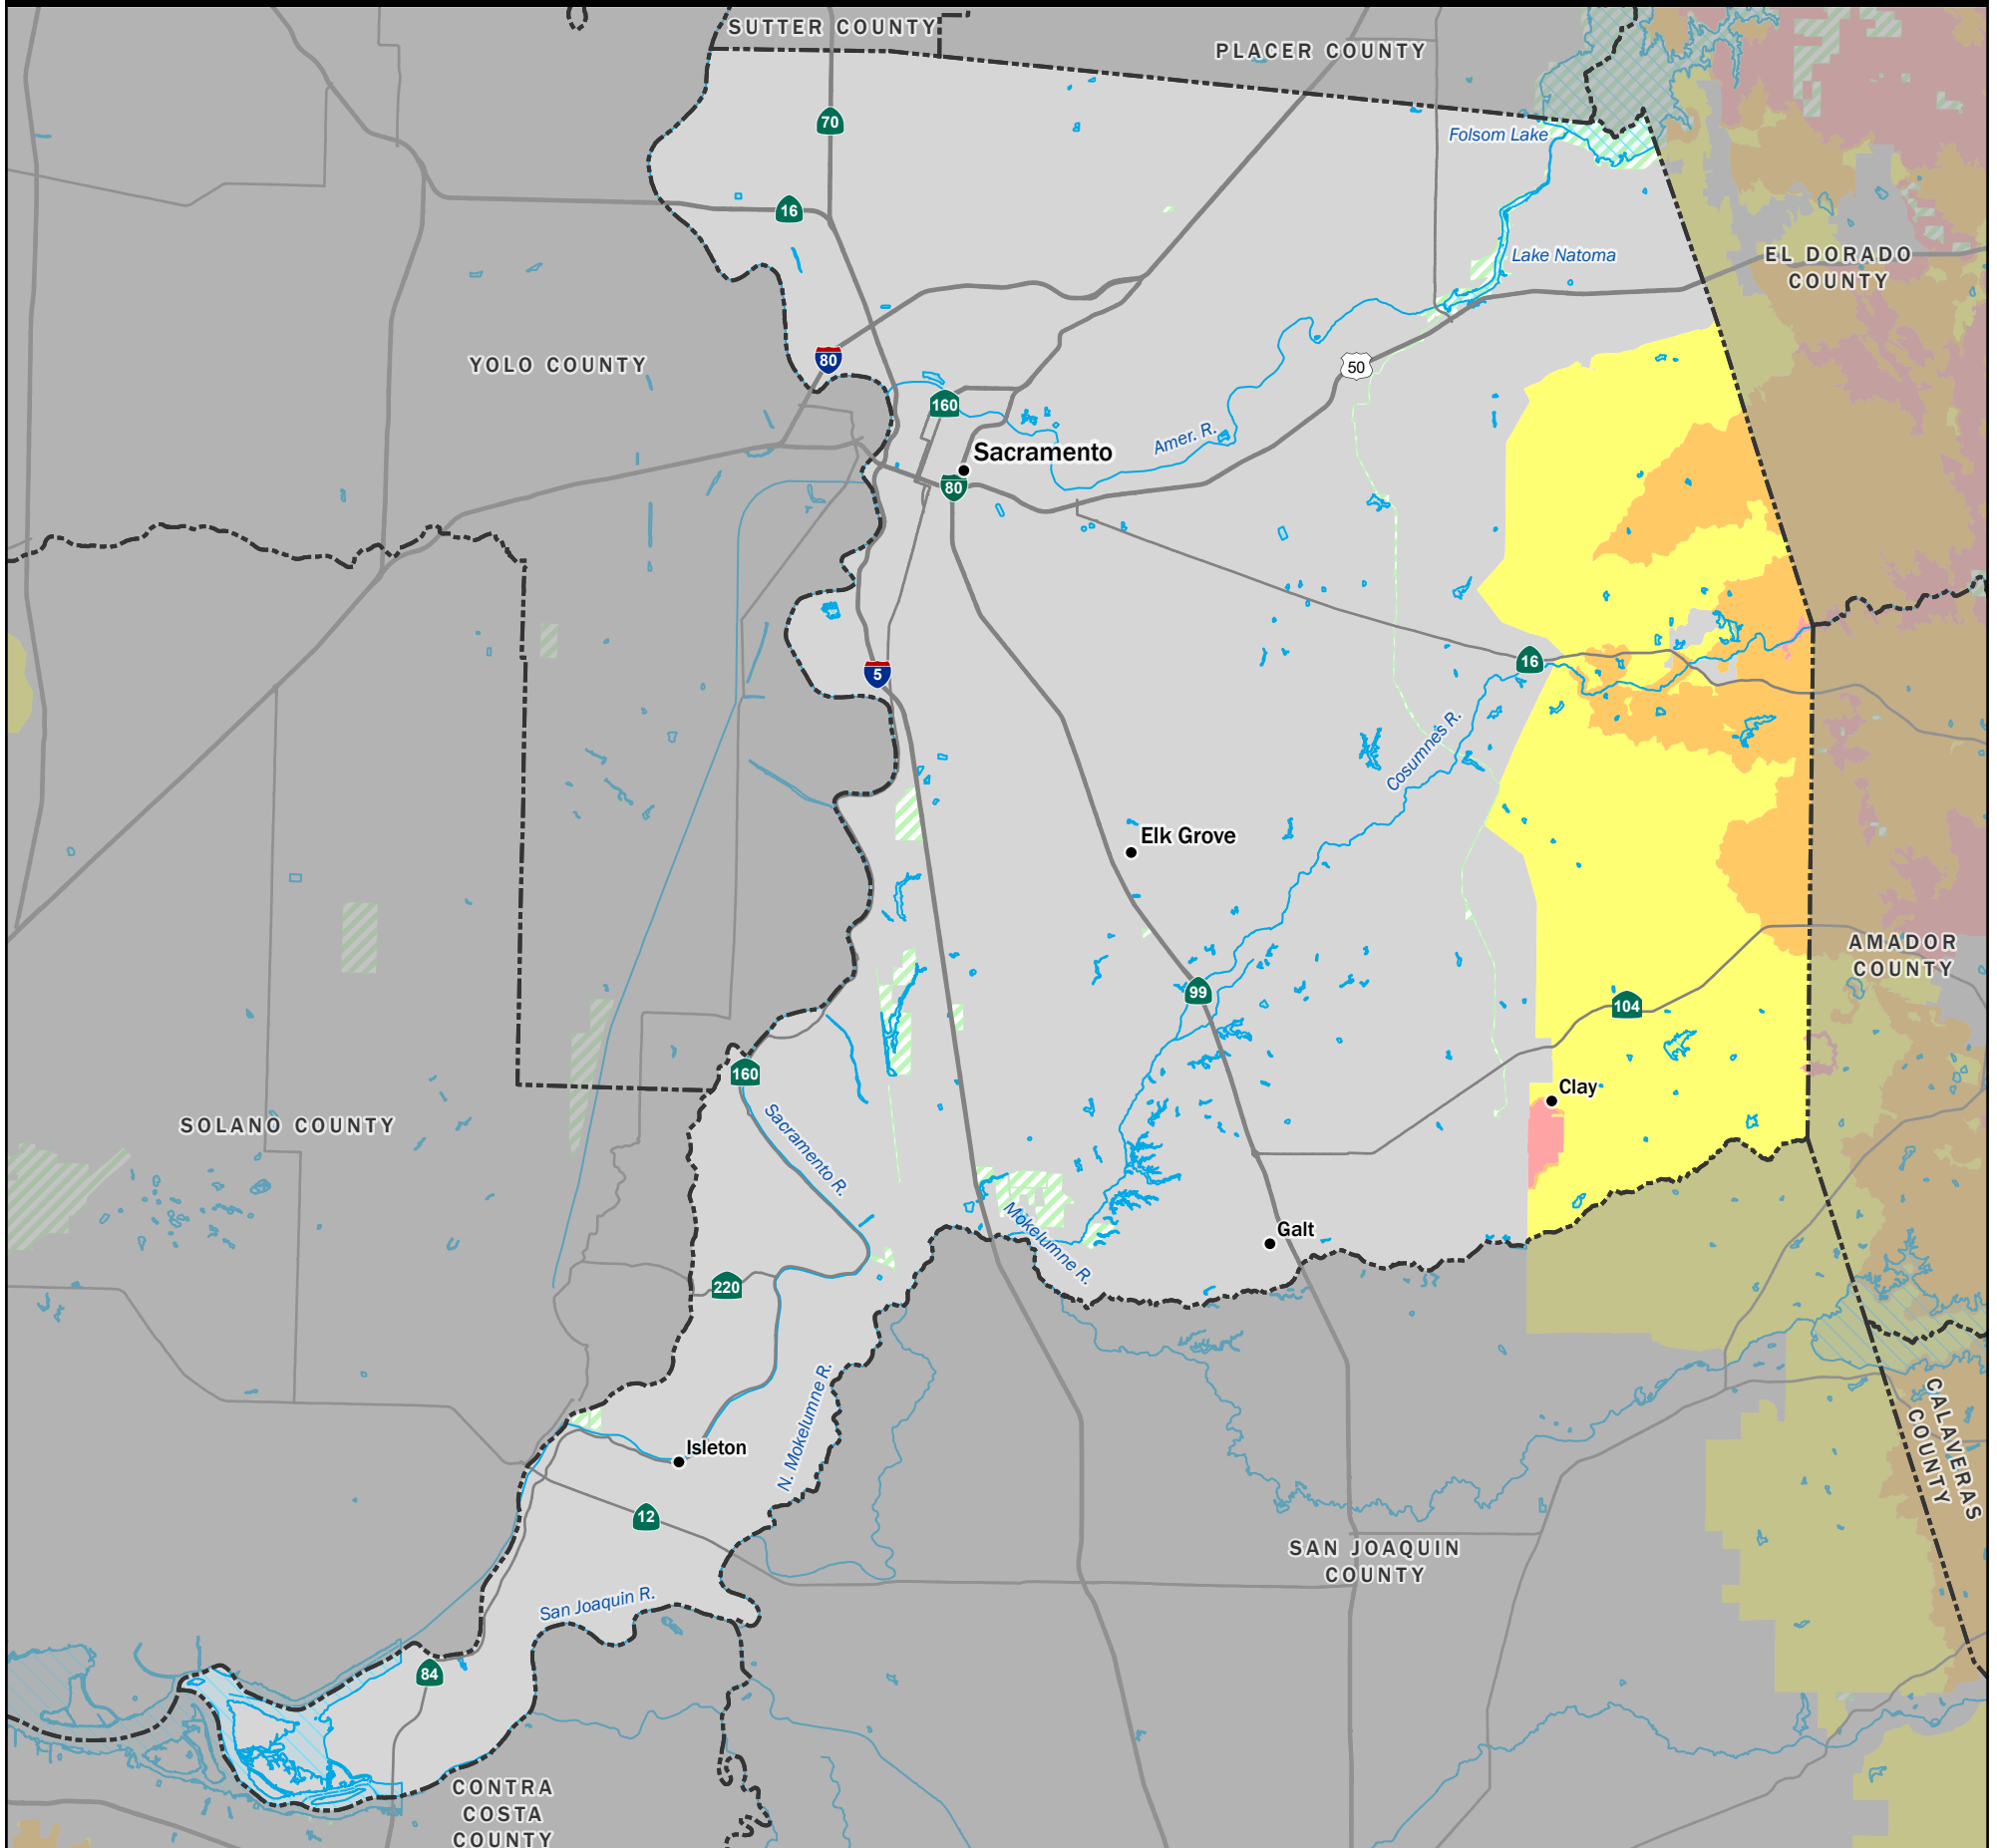 SUTTER COUNTY
PLACER COUNTY
70
Folsom Lake
16
Lake Natoma
EL DORADO
COUNTY
YOLO COUNTY
80
50
160
Amer. R.
Sacramento
80
5
16
Cosumnes R.
Elk Grove
AMADOR
COUNTY
99
104
160
Clay
Sacramento R.
SOLANO COUNTY
Mokelumne R.
Galt
220
N. Mokelumne R.
Isleton
CALAVERAS
COUNTY
12
SAN JOAQUIN
COUNTY
San Joaquin R.
84
CONTRA
COSTA
COUNTY